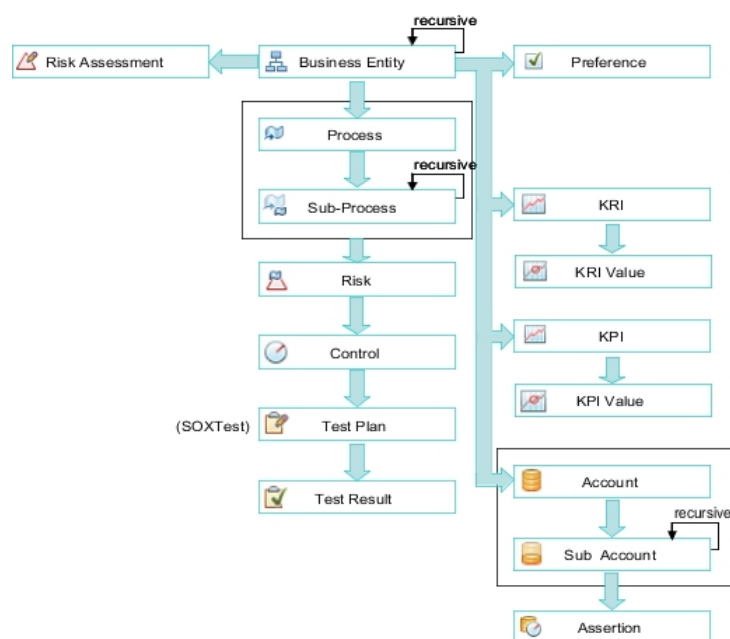 recursive
Risk Assessment
Business Entity
Preference
Process
recursive
Sub-Process
KRI
Risk
KRI Value
Control
KPI
(SOXTest)
Test Plan
KPI Value
Test Result
Account
recursive
Sub Account
Assertion